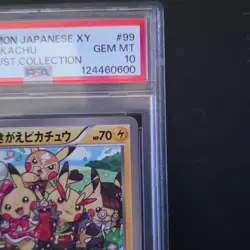 MON JAPANESE XY #99
KACHU GEM MT
UST.COLLECTION 10
PSA 124460600
きがえピカチュウ HP70